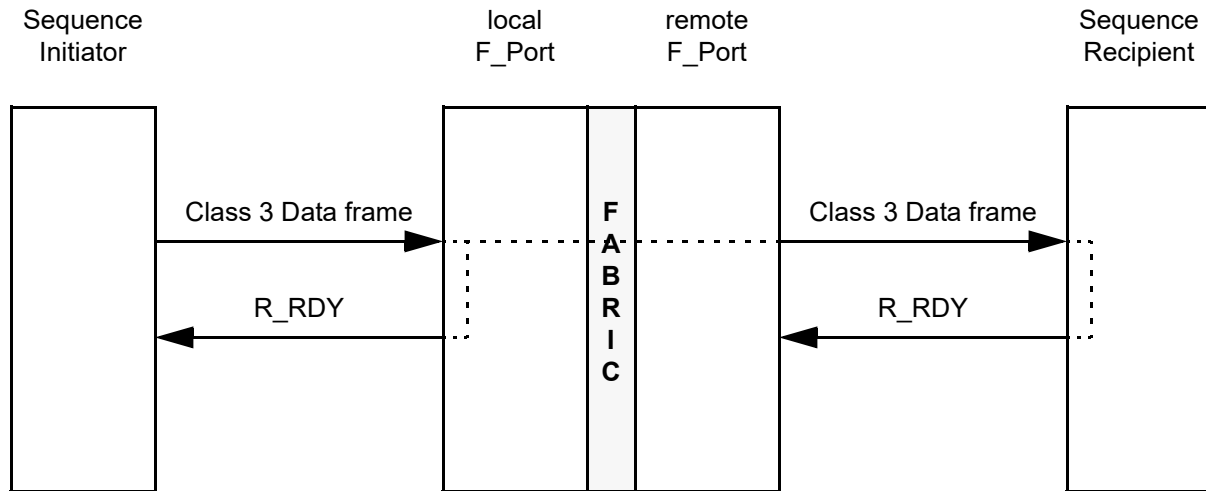 Sequence
Initiator
local
F_Port
remote
F_Port
Sequence
Recipient
Class 3 Data frame
R_RDY
F
A
B
R
I
C
Class 3 Data frame
R_RDY